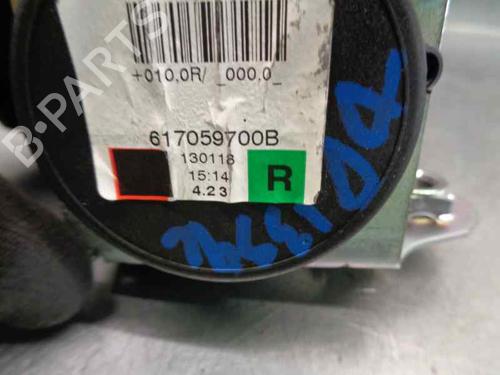 +010.0R/ _000.0_
617059700B
130118
15:14
4.23
R
B-PARTS